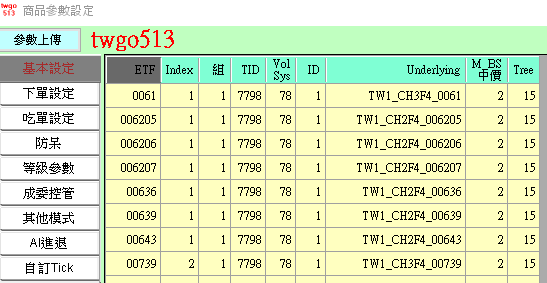 twgo 513 商品參數設定
參數上傳 twgo513
基本設定
下單設定
吃單設定
防呆
等級參數
成委控管
其他模式
AI進退
自訂Tick
ETF Index 組 TID Vol Sys ID Underlying M_BS 中價 Tree
0061 1 1 7798 78 1 TW1_CH3F4_0061 2 15
006205 1 1 7798 78 1 TW1_CH2F4_006205 2 15
006206 1 1 7798 78 1 TW1_CH2F4_006206 2 15
006207 1 1 7798 78 1 TW1_CH2F4_006207 2 15
00636 1 1 7798 78 1 TW1_CH2F4_00636 2 15
00639 1 1 7798 78 1 TW1_CH2F4_00639 2 15
00643 1 1 7798 78 1 TW1_CH2F4_00643 2 15
00739 2 1 7798 78 1 TW1_CH3F4_00739 2 15